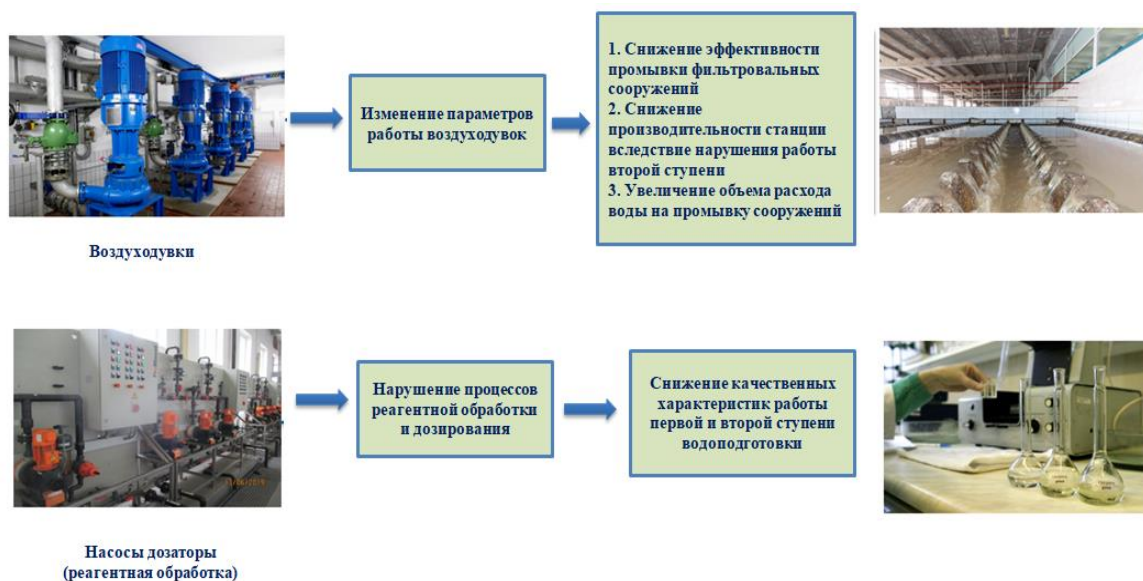 Изменение параметров
работы воздуходувок
1. Снижение эффективности
промывки фильтровальных
сооружений
2. Снижение
производительности станции
вследствие нарушения работы
второй ступени
3. Увеличение объема расхода
воды на промывку сооружений
Воздуходувки
Нарушение процессов
реагентной обработки
и дозирования
Снижение качественных
характеристик работы
первой и второй ступени
водоподготовки
Насосы дозаторы
(реагентная обработка)